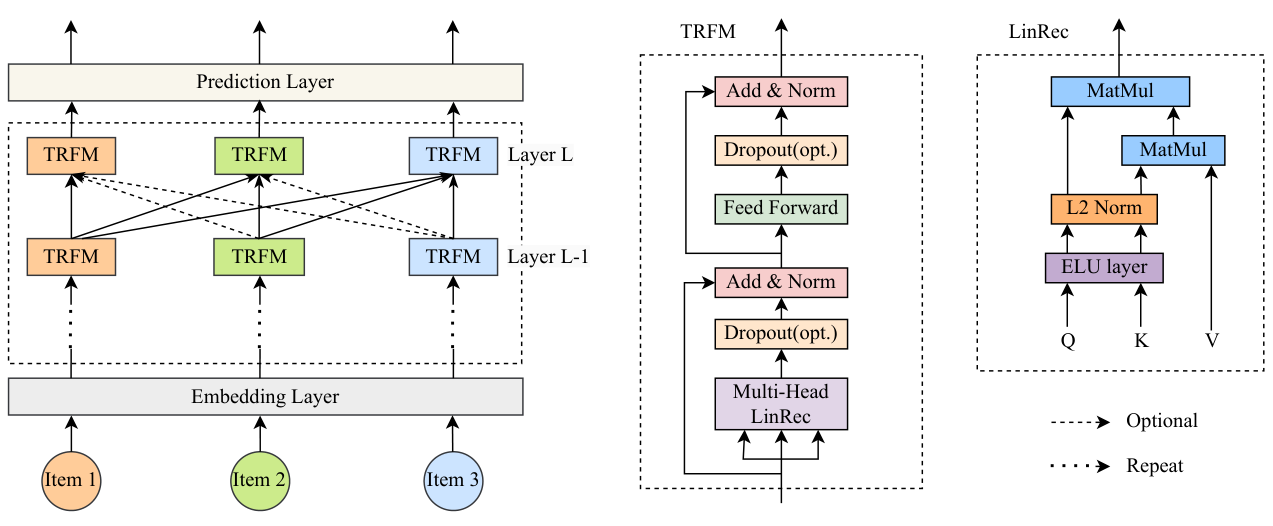 Prediction Layer
TRFM
TRFM
TRFM
Layer L
TRFM
TRFM
TRFM
Layer L-1
Embedding Layer
Item 1
Item 2
Item 3
TRFM
Add & Norm
Dropout(opt.)
Feed Forward
Add & Norm
Dropout(opt.)
Multi-Head
LinRec
LinRec
MatMul
MatMul
L2 Norm
ELU layer
Q
K
V
Optional
Repeat